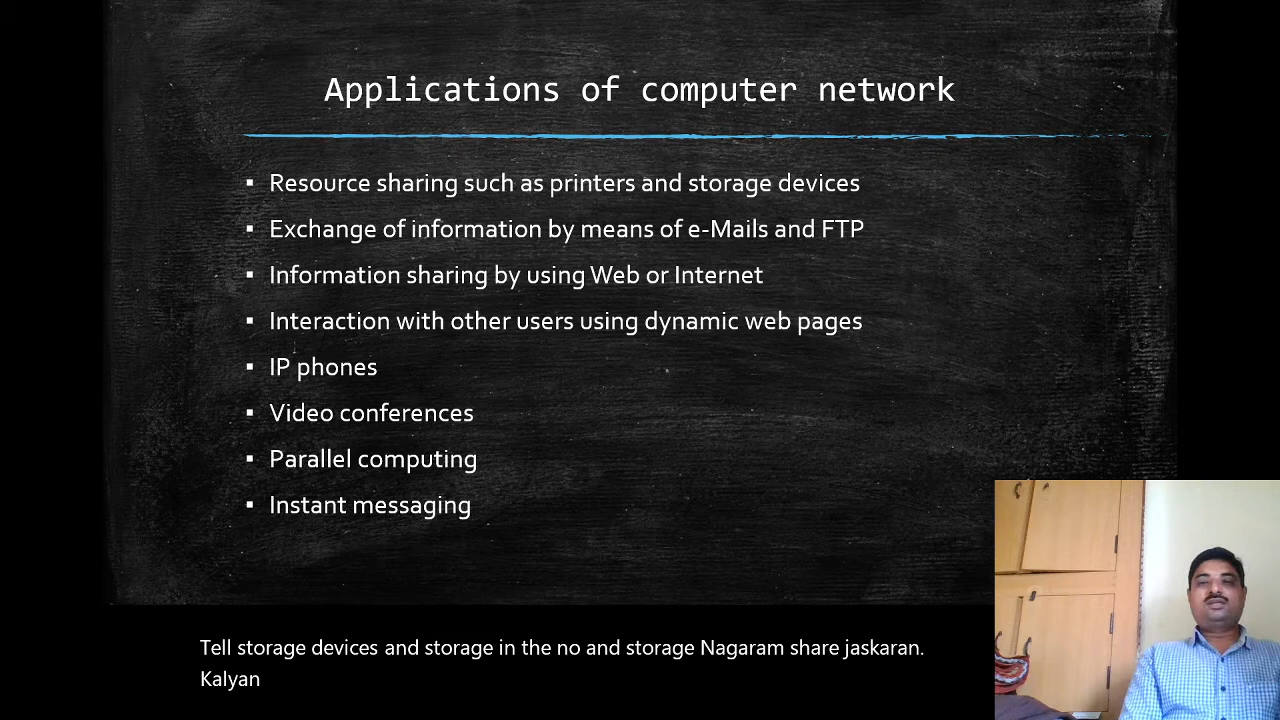 Applications of computer network
▪ Resource sharing such as printers and storage devices
▪ Exchange of information by means of e-Mails and FTP
▪ Information sharing by using Web or Internet
▪ Interaction with other users using dynamic web pages
▪ IP phones
▪ Video conferences
▪ Parallel computing
▪ Instant messaging
Tell storage devices and storage in the no and storage Nagaram share jaskaran.
Kalyan